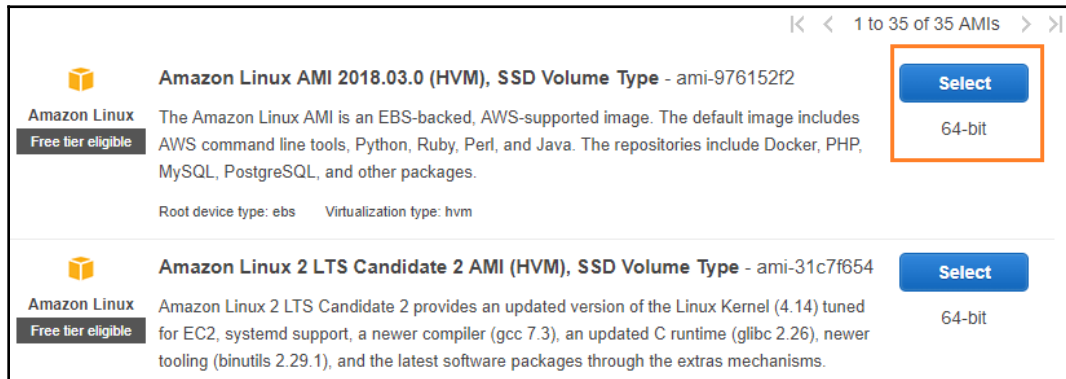 1 to 35 of 35 AMIs
Amazon Linux AMI 2018.03.0 (HVM), SSD Volume Type - ami-976152f2
Select
Amazon Linux
Free tier eligible
The Amazon Linux AMI is an EBS-backed, AWS-supported image. The default image includes
AWS command line tools, Python, Ruby, Perl, and Java. The repositories include Docker, PHP,
MySQL, PostgreSQL, and other packages.
64-bit
Root device type: ebs Virtualization type: hvm
Amazon Linux 2 LTS Candidate 2 AMI (HVM), SSD Volume Type - ami-31c7f654
Select
Amazon Linux
Free tier eligible
Amazon Linux 2 LTS Candidate 2 provides an updated version of the Linux Kernel (4.14) tuned
for EC2, systemd support, a newer compiler (gcc 7.3), an updated C runtime (glibc 2.26), newer
tooling (binutils 2.29.1), and the latest software packages through the extras mechanisms.
64-bit